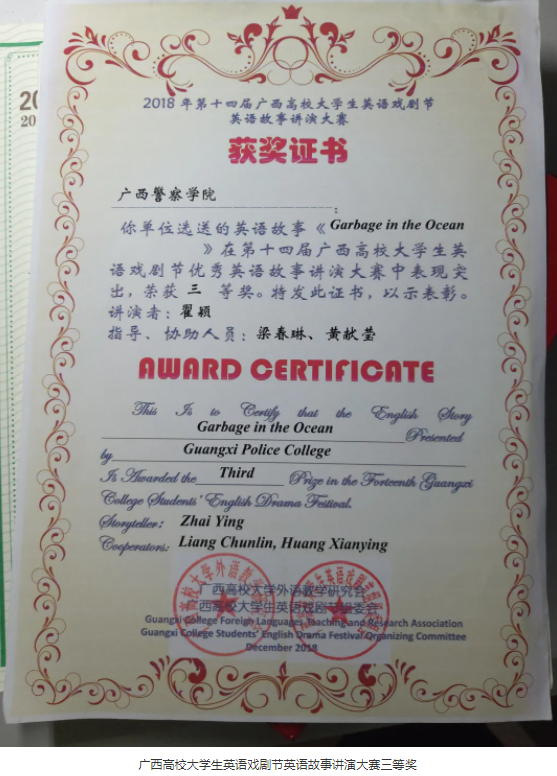 2018 年第十四届广西高校大学生英语戏剧节
英语故事讲演大赛
获奖证书
广西警察学院:
你单位选送的英语故事《Garbage in the Ocean
》在第十四届广西高校大学生英
语戏剧节优秀英语故事讲演大赛中表现突
出，荣获 三 等奖。特发此证书，以示表彰。
讲演者：翟颖
指导、协助人员：梁春琳、黄献莹
AWARD CERTIFICATE
This Is to Certify that the English Story
Garbage in the Ocean Presented
by Guangxi Police College
Is Awarded the Third Prize in the Forteenth Guangxi
College Students' English Drama Festival.
Storyteller: Zhai Ying
Cooperators: Liang Chunlin, Huang Xianying
广西高校大学外语教学研究会
广西高校大学生英语戏剧节组委会
Guangxi College Foreign Languages Teaching and Research Association
Guangxi College Students' English Drama Festival Organizing Committee
December 2018
广西高校大学生英语戏剧节英语故事讲演大赛三等奖